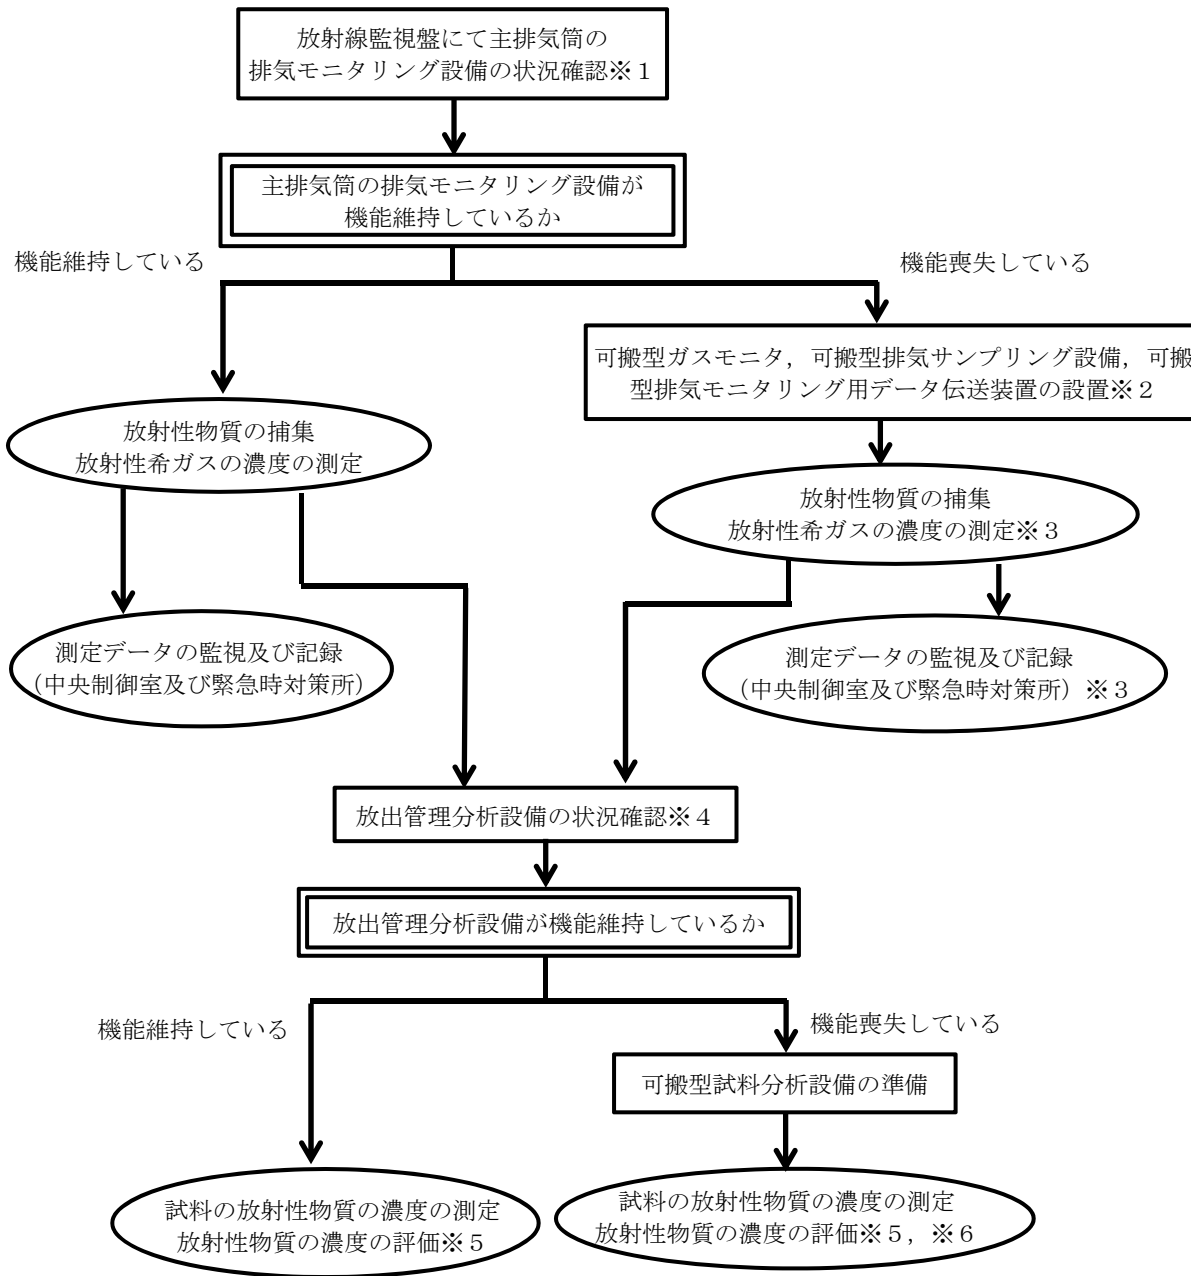 放射線監視盤にて主排気筒の
排気モニタリング設備の状況確認※１
主排気筒の排気モニタリング設備が
機能維持しているか
機能維持している
機能喪失している
可搬型ガスモニタ，可搬型排気サンプリング設備，可搬
型排気モニタリング用データ伝送装置の設置※２
放射性物質の捕集
放射性希ガスの濃度の測定
放射性物質の捕集
放射性希ガスの濃度の測定※３
測定データの監視及び記録
（中央制御室及び緊急時対策所）
測定データの監視及び記録
（中央制御室及び緊急時対策所）※３
放出管理分析設備の状況確認※４
放出管理分析設備が機能維持しているか
機能維持している
機能喪失している
可搬型試料分析設備の準備
試料の放射性物質の濃度の測定
放射性物質の濃度の評価※５
試料の放射性物質の濃度の測定
放射性物質の濃度の評価※５，※６